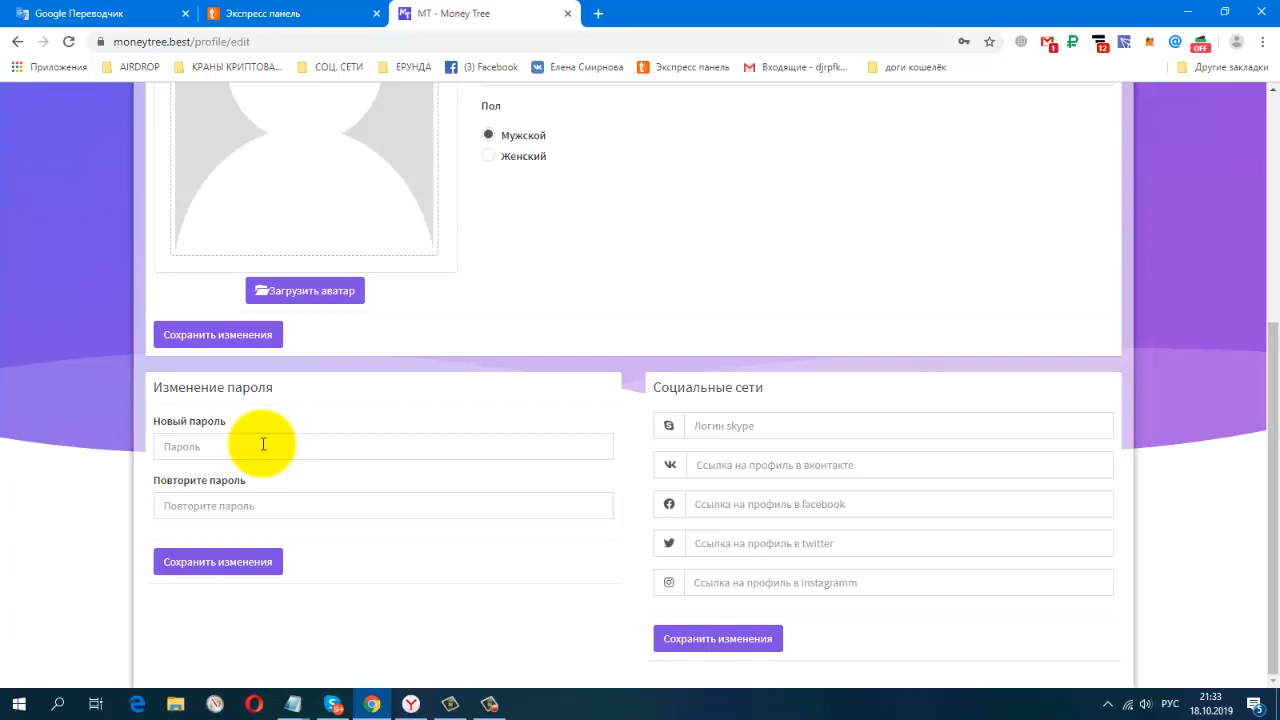 Google Переводчик
Экспресс панель
MT - Money Tree
moneytree.best/profile/edit
1
12
OFF
Приложения
AIRDROP
КРАНЫ КРИПТОВА...
СОЦ. СЕТИ
ЕРУНДА
(3) Facebook
Елена Смирнова
Экспресс панель
Входящие - djrpfk...
доги кошелёк
Другие закладки
Пол
Мужской
Женский
Загрузить аватар
Сохранить изменения
Изменение пароля
Новый пароль
Пароль
Повторите пароль
Повторите пароль
Сохранить изменения
Социальные сети
Логин skype
Ссылка на профиль в вконтакте
Ссылка на профиль в facebook
Ссылка на профиль в twitter
Ссылка на профиль в instagramm
Сохранить изменения
РУС
21:33
18.10.2019
5